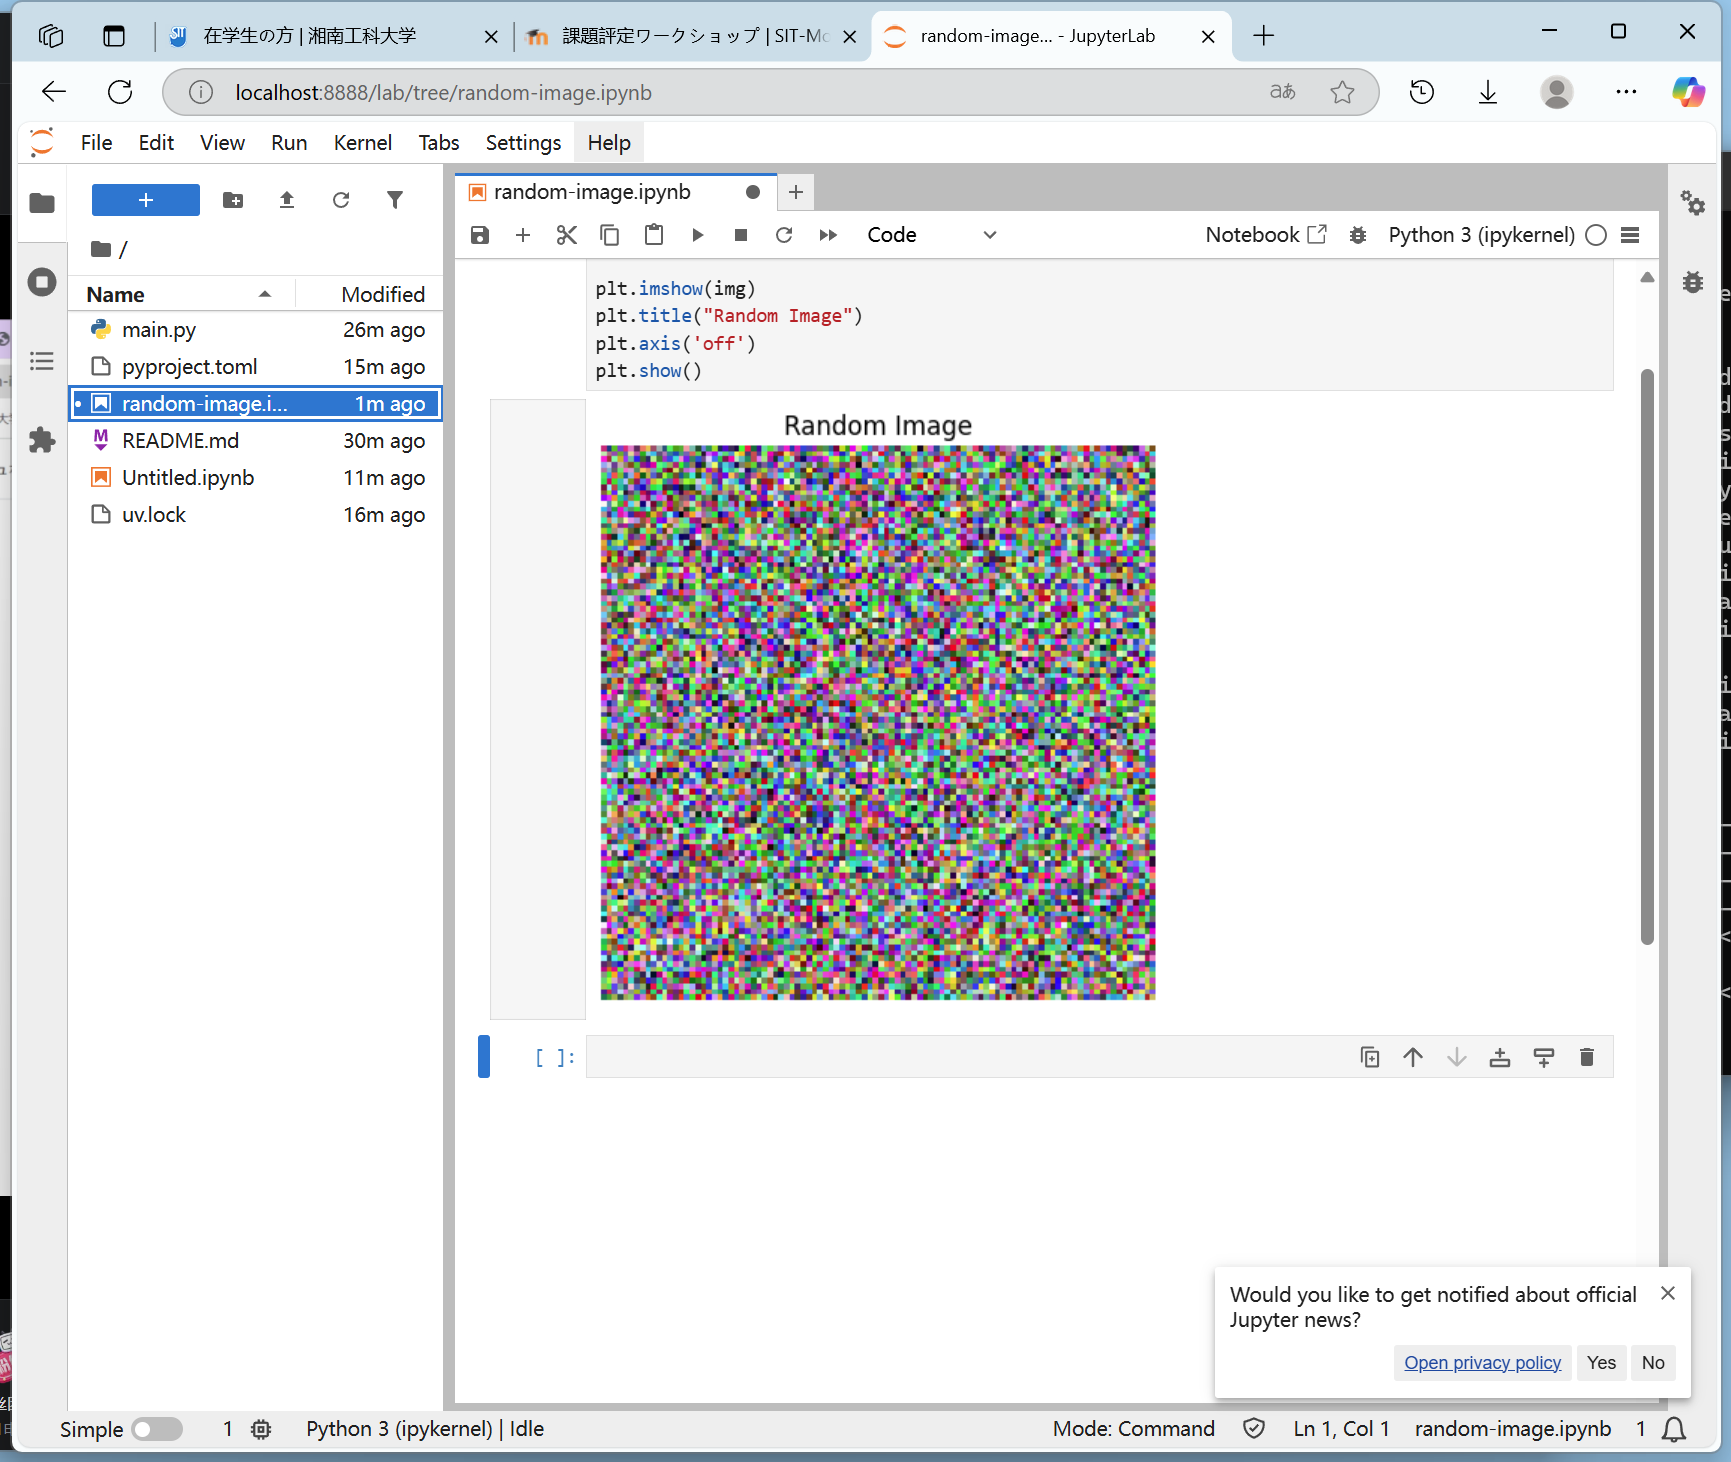 在学生の方 | 湘南工科大学
課題評定ワークショップ | SIT-Mo
random-image... - JupyterLab
localhost:8888/lab/tree/random-image.ipynb
aあ
File Edit View Run Kernel Tabs Settings Help
random-image.ipynb
Code
Notebook
Python 3 (ipykernel)
/
Name Modified
main.py 26m ago
pyproject.toml 15m ago
random-image.i... 1m ago
README.md 30m ago
Untitled.ipynb 11m ago
uv.lock 16m ago
plt.imshow(img)
plt.title("Random Image")
plt.axis('off')
plt.show()
Random Image
[ ]:
Would you like to get notified about official
Jupyter news?
Open privacy policy Yes No
Simple 1 Python 3 (ipykernel) | Idle Mode: Command Ln 1, Col 1 random-image.ipynb 1